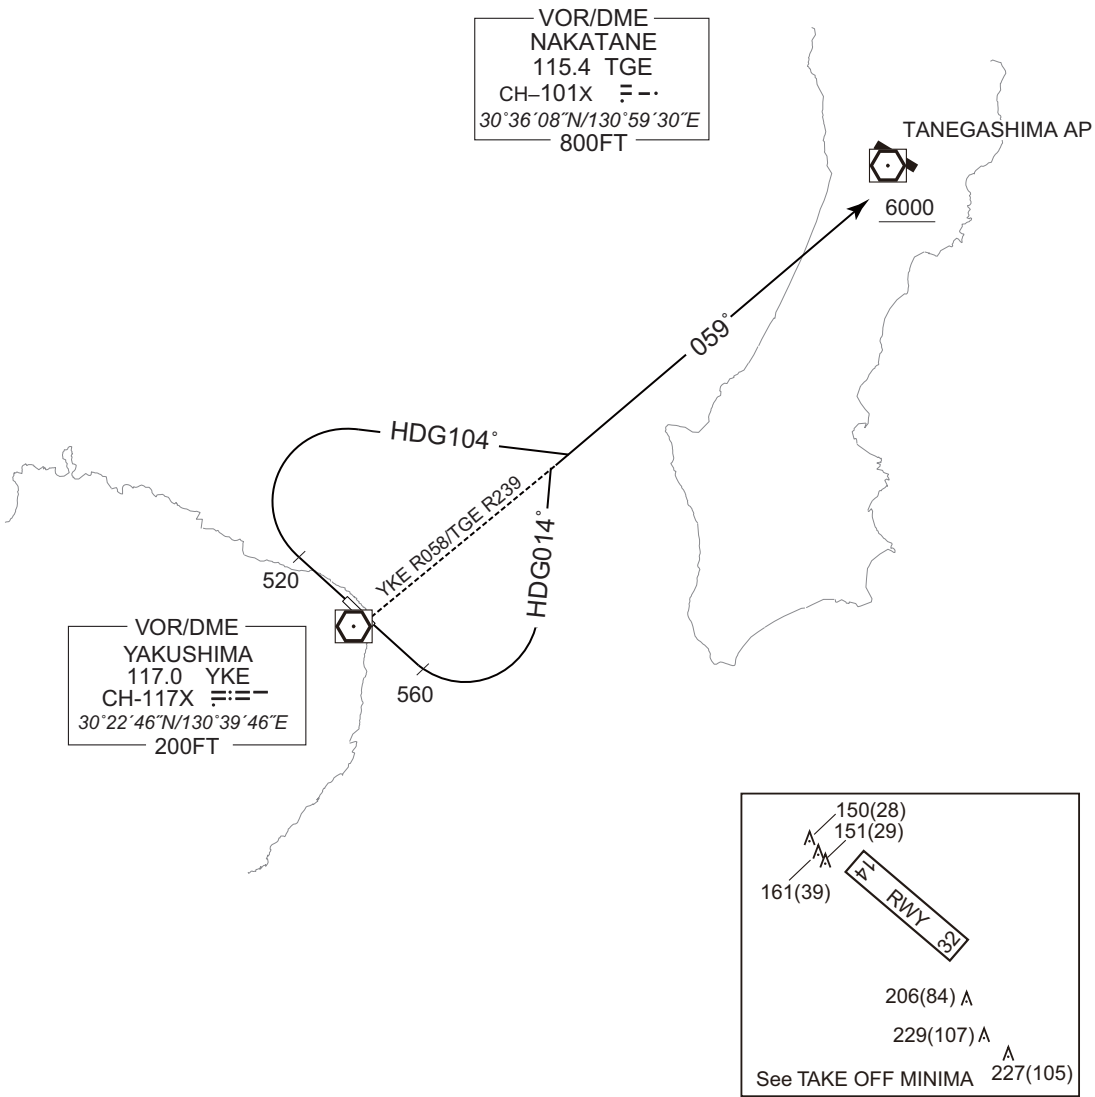 VOR/DME
NAKATANE
115.4 TGE
CH–101X
30°36´08˝N/130°59´30˝E
800FT
TANEGASHIMA AP
6000
059°
HDG104°
YKE R058/TGE R239
HDG014°
520
560
VOR/DME
YAKUSHIMA
117.0 YKE
CH-117X
30°22´46˝N/130°39´46˝E
200FT
150(28)
151(29)
161(39)
14 RWY 32
206(84)
229(107)
227(105)
See TAKE OFF MINIMA